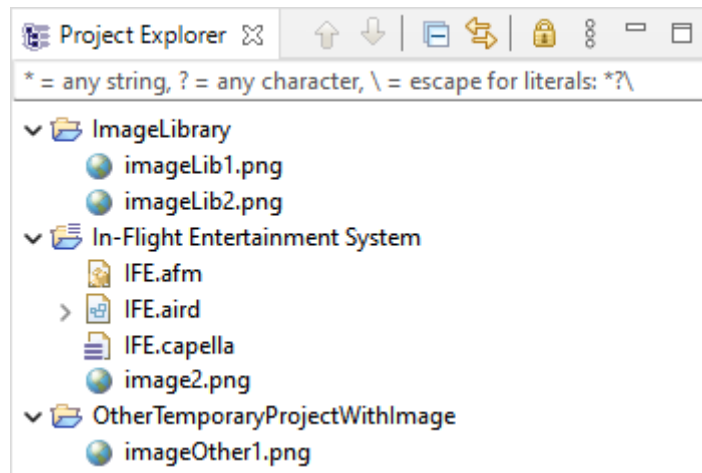 Project Explorer
* = any string, ? = any character, \ = escape for literals: *?\
ImageLibrary
imageLib1.png
imageLib2.png
In-Flight Entertainment System
IFE.afm
IFE.aird
IFE.capella
image2.png
OtherTemporaryProjectWithImage
imageOther1.png